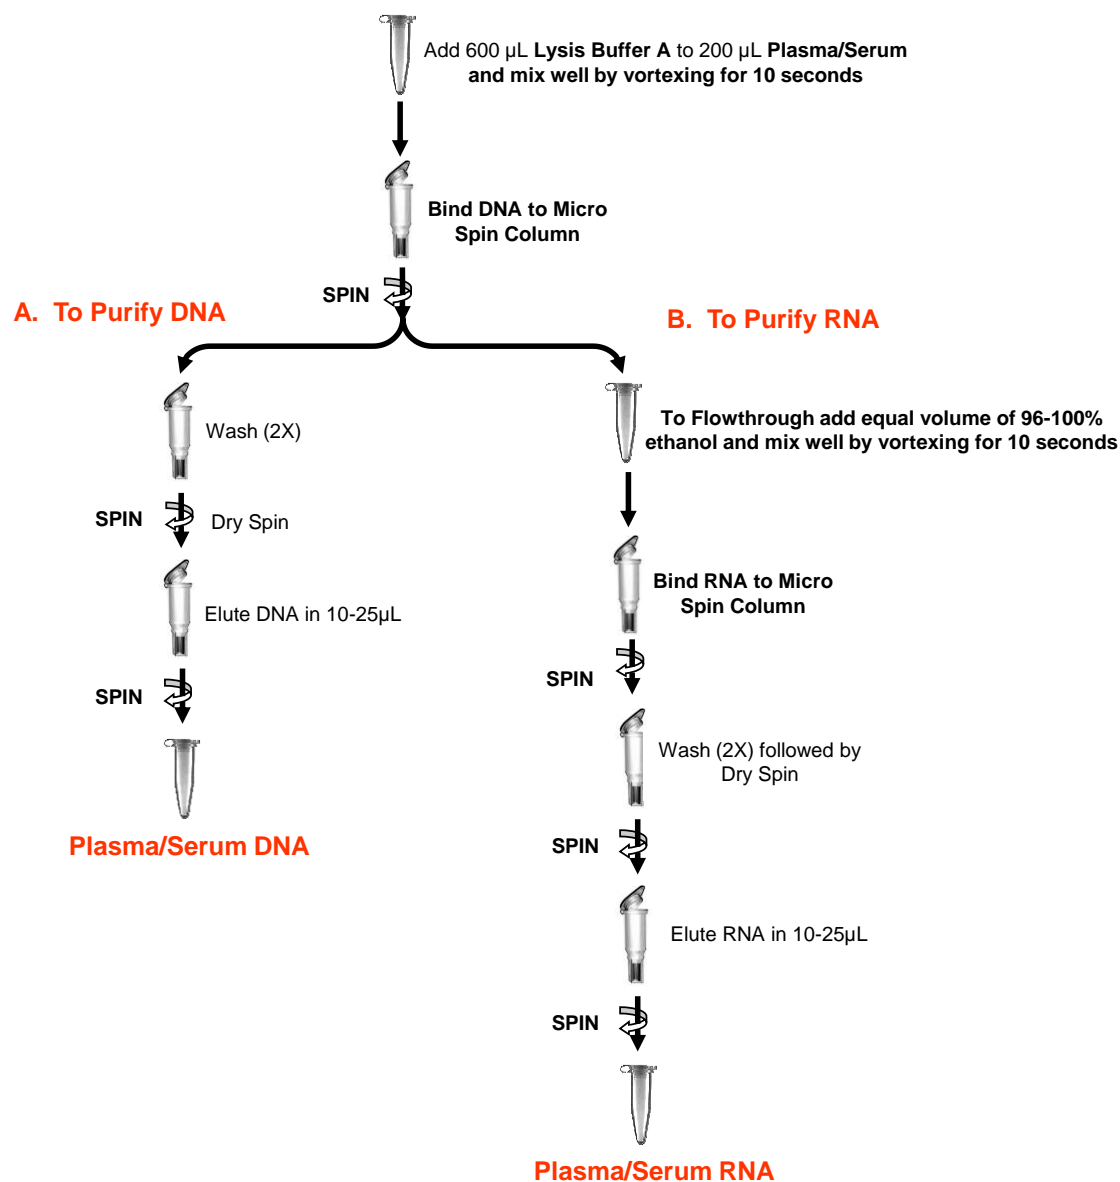 Add 600 µL Lysis Buffer A to 200 µL Plasma/Serum
and mix well by vortexing for 10 seconds
Bind DNA to Micro
Spin Column
SPIN
A. To Purify DNA
B. To Purify RNA
Wash (2X)
SPIN
Dry Spin
Elute DNA in 10-25µL
SPIN
Plasma/Serum DNA
To Flowthrough add equal volume of 96-100%
ethanol and mix well by vortexing for 10 seconds
Bind RNA to Micro
Spin Column
SPIN
Wash (2X) followed by
Dry Spin
SPIN
Elute RNA in 10-25µL
SPIN
Plasma/Serum RNA